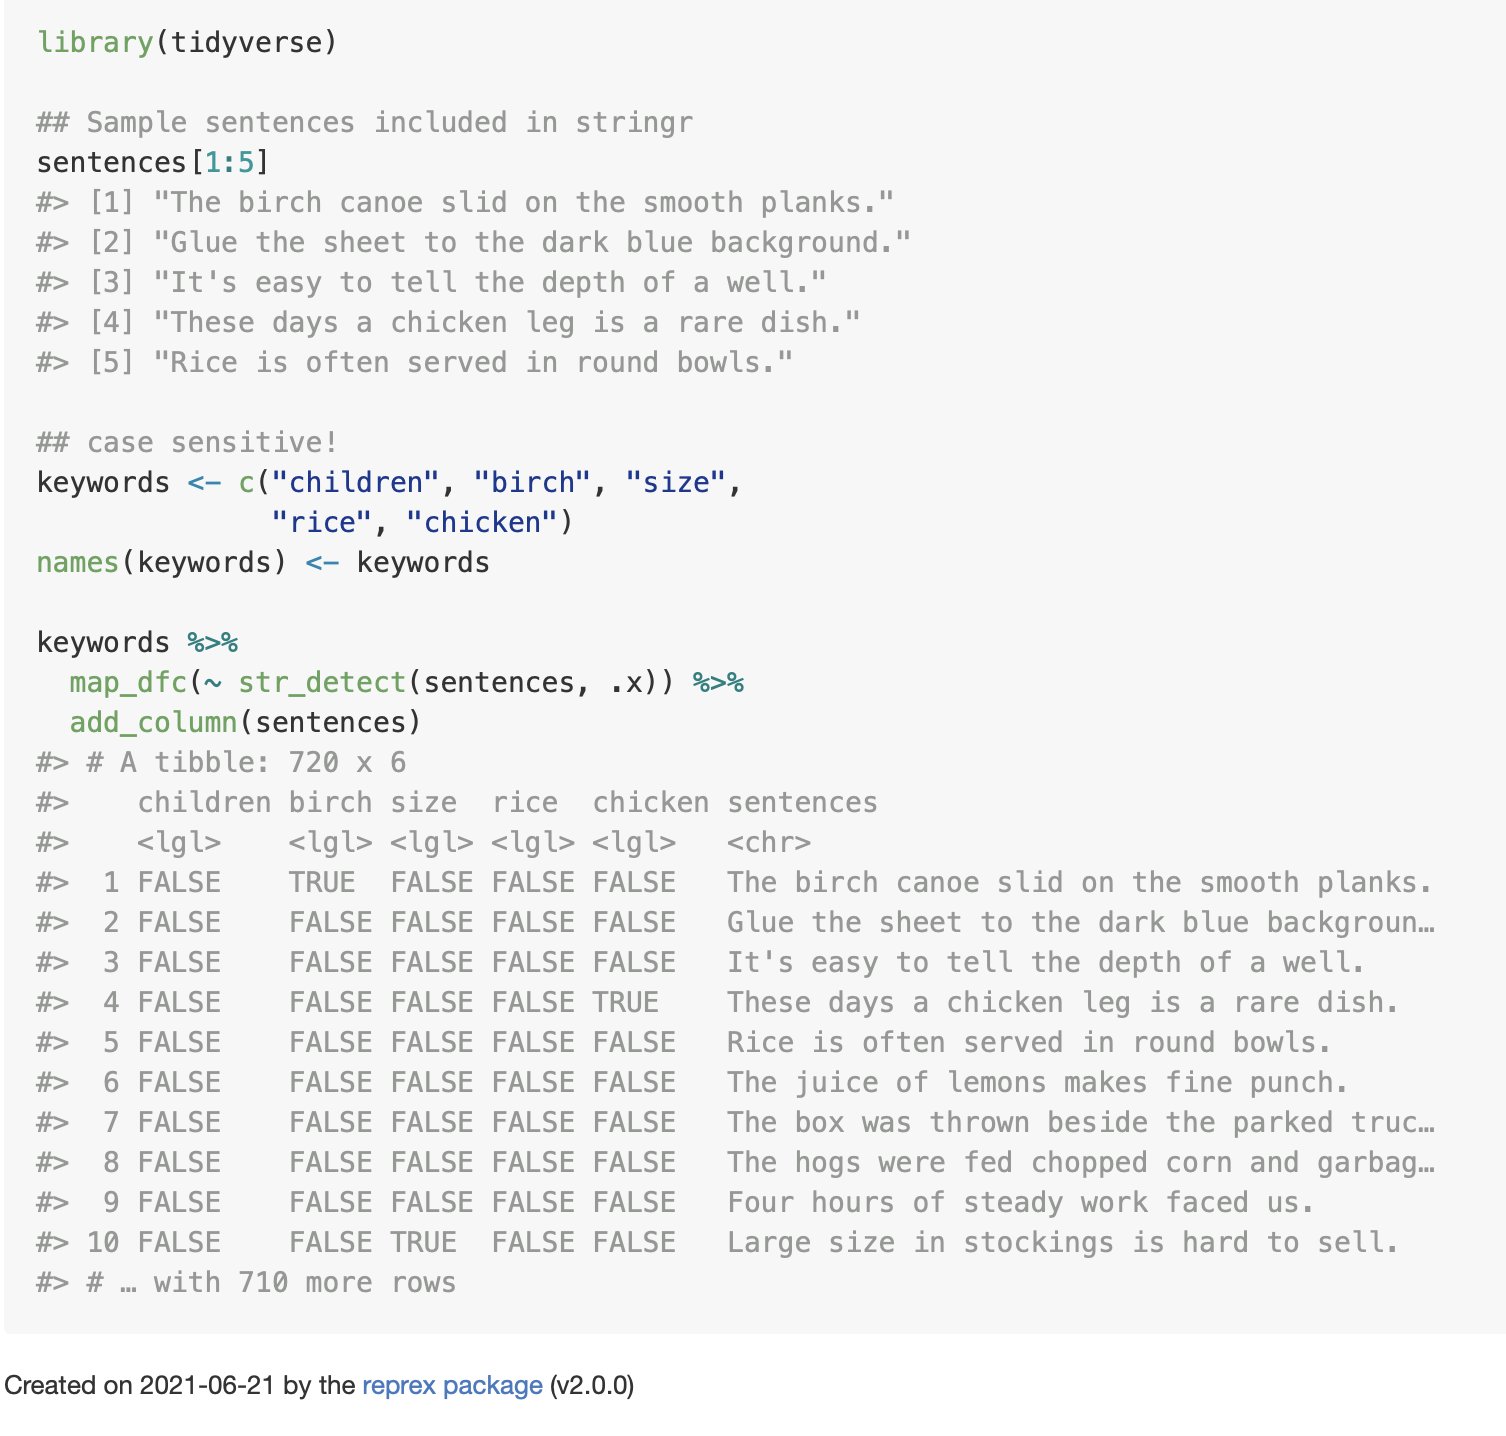 library(tidyverse)
## Sample sentences included in stringr
sentences[1:5]
#> [1] "The birch canoe slid on the smooth planks."
#> [2] "Glue the sheet to the dark blue background."
#> [3] "It's easy to tell the depth of a well."
#> [4] "These days a chicken leg is a rare dish."
#> [5] "Rice is often served in round bowls."
## case sensitive!
keywords <- c("children", "birch", "size",
              "rice", "chicken")
names(keywords) <- keywords
keywords %>%
  map_dfc(~ str_detect(sentences, .x)) %>%
  add_column(sentences)
#> # A tibble: 720 x 6
#>    children birch size  rice  chicken sentences
#>    <lgl>    <lgl> <lgl> <lgl> <lgl>   <chr>
#>  1 FALSE    TRUE  FALSE FALSE FALSE   The birch canoe slid on the smooth planks.
#>  2 FALSE    FALSE FALSE FALSE FALSE   Glue the sheet to the dark blue backgroun…
#>  3 FALSE    FALSE FALSE FALSE FALSE   It's easy to tell the depth of a well.
#>  4 FALSE    FALSE FALSE FALSE TRUE    These days a chicken leg is a rare dish.
#>  5 FALSE    FALSE FALSE FALSE FALSE   Rice is often served in round bowls.
#>  6 FALSE    FALSE FALSE FALSE FALSE   The juice of lemons makes fine punch.
#>  7 FALSE    FALSE FALSE FALSE FALSE   The box was thrown beside the parked truc…
#>  8 FALSE    FALSE FALSE FALSE FALSE   The hogs were fed chopped corn and garbag…
#>  9 FALSE    FALSE FALSE FALSE FALSE   Four hours of steady work faced us.
#> 10 FALSE    FALSE TRUE  FALSE FALSE   Large size in stockings is hard to sell.
#> # … with 710 more rows
Created on 2021-06-21 by the reprex package (v2.0.0)